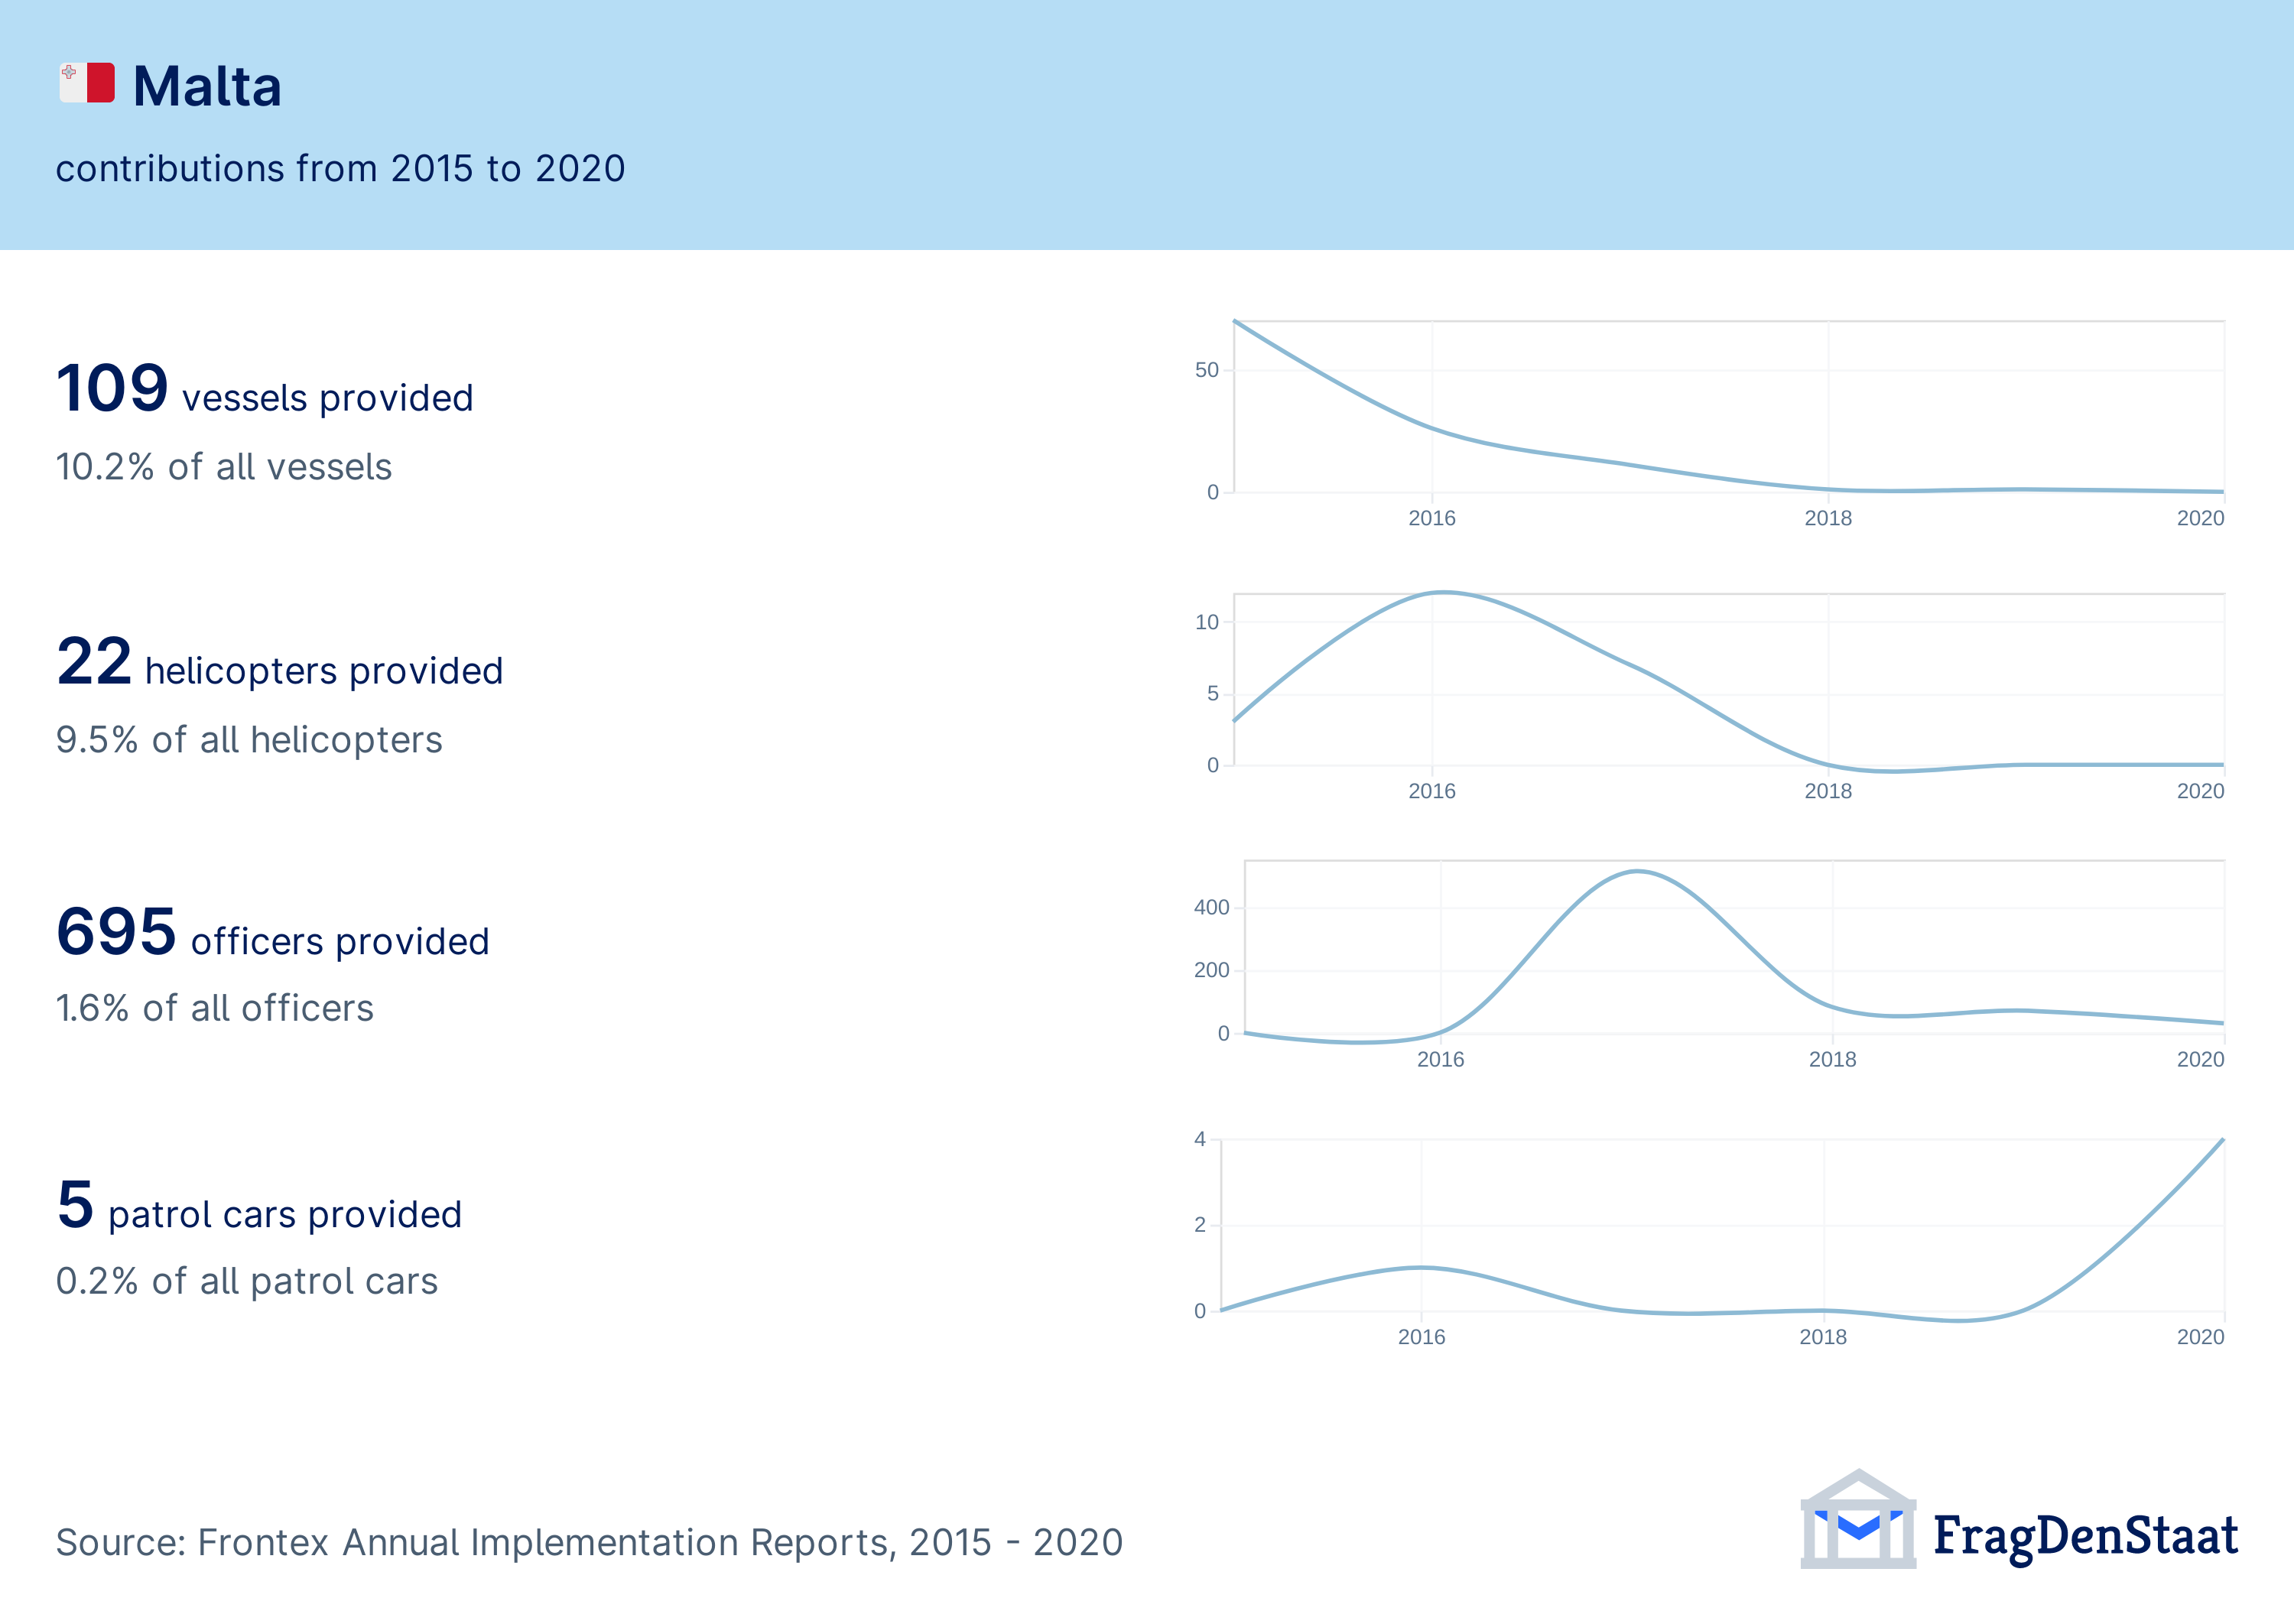 Malta
contributions from 2015 to 2020
109 vessels provided
10.2% of all vessels
50
0
2016
2018
2020
22 helicopters provided
9.5% of all helicopters
10
5
0
2016
2018
2020
695 officers provided
1.6% of all officers
400
200
0
2016
2018
2020
5 patrol cars provided
0.2% of all patrol cars
4
2
0
2016
2018
2020
Source: Frontex Annual Implementation Reports, 2015 - 2020
FragDenStaat